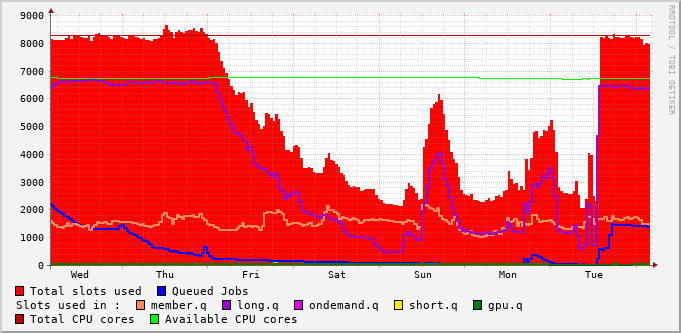 9000
8000
7000
6000
5000
4000
3000
2000
1000
0
Wed Thu Fri Sat Sun Mon Tue
RRDTOOL / TOBI OETIKER
Total slots used Queued Jobs
Slots used in : member.q long.q ondemand.q short.q gpu.q
Total CPU cores Available CPU cores